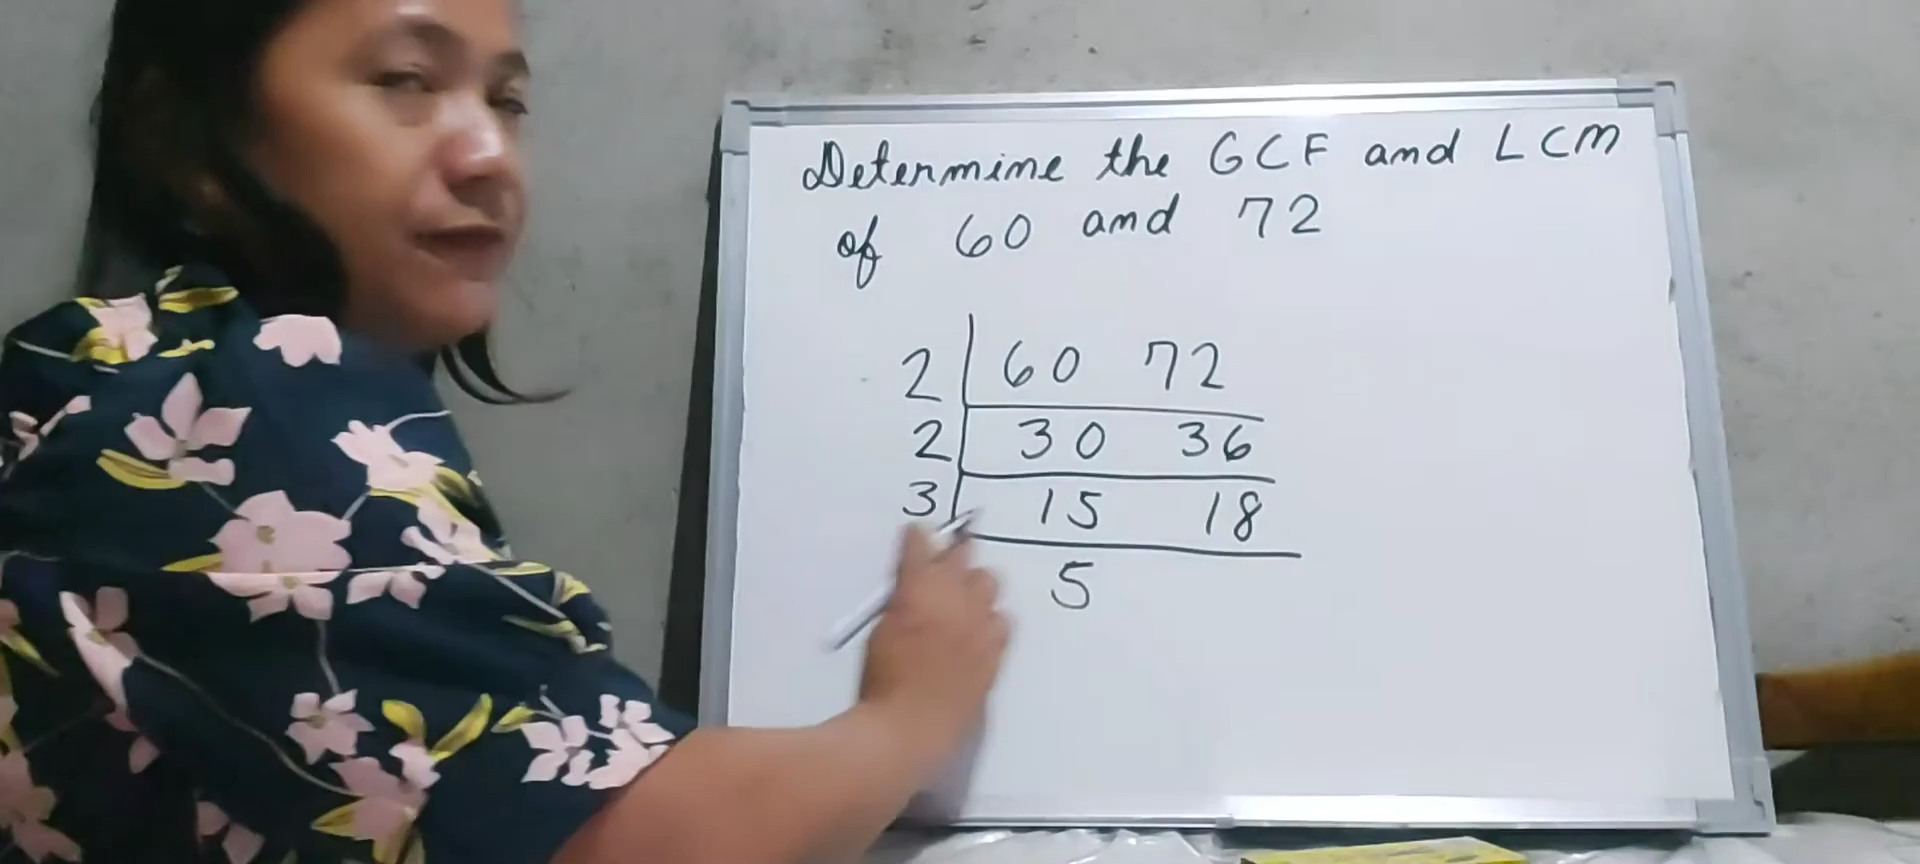 Determine the GCF and LCM
of 60 and 72
2 60 72
2 30 36
3 15 18
5